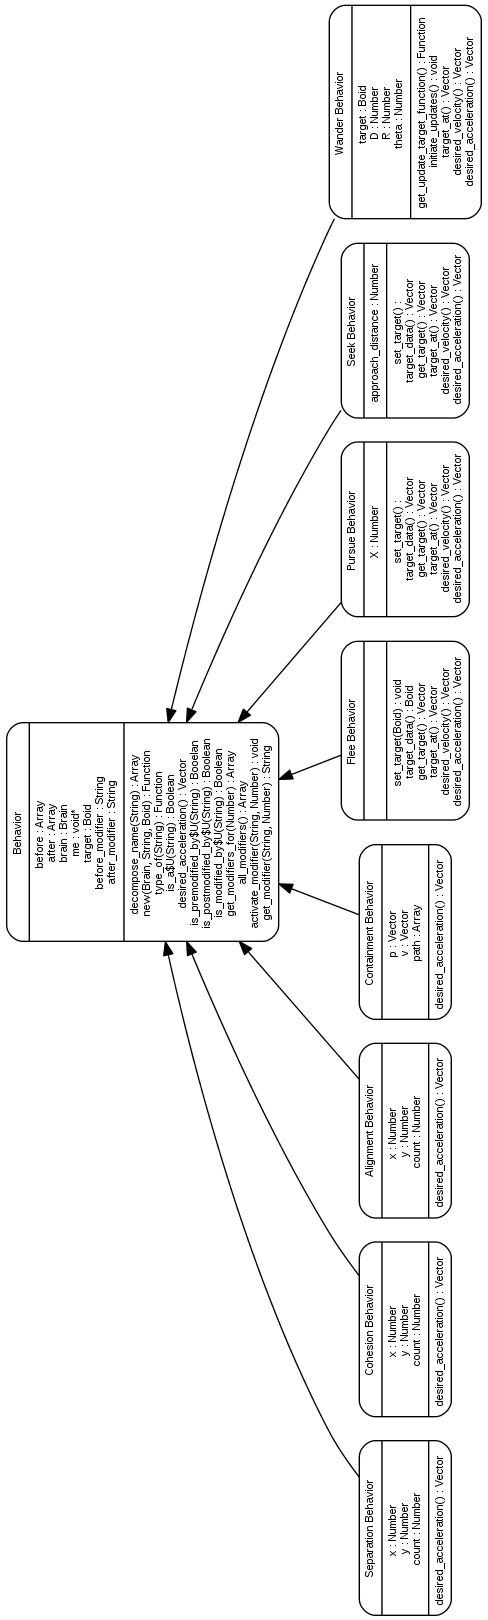 Behavior
before : Array
after : Array
brain : Brain
me : void*
target : Boid
before_modifier : String
after_modifier : String
decompose_name(String) : Array
new(Brain, String, Boid) : Function
type_of(String) : Function
is_a$U(String) : Boolean
desired_acceleration() : Vector
is_premodified_by$U(String) : Booelan
is_postmodified_by$U(String) : Boolean
is_modified_by$U(String) : Boolean
get_modifiers_for(Number) : Array
all_modifiers() : Array
activate_modifier(String, Number) : void
get_modifier(String, Number) : String
Separation Behavior
x : Number
y : Number
count : Number
desired_acceleration() : Vector
Cohesion Behavior
x : Number
y : Number
count : Number
desired_acceleration() : Vector
Alignment Behavior
x : Number
y : Number
count : Number
desired_acceleration() : Vector
Containment Behavior
p : Vector
v : Vector
path : Array
desired_acceleration() : Vector
Flee Behavior
set_target(Boid) : void
target_data() : Boid
get_target() : Vector
target_at() : Vector
desired_velocity() : Vector
desired_acceleration() : Vector
Pursue Behavior
X : Number
set_target() :
target_data() : Vector
get_target() : Vector
target_at() : Vector
desired_velocity() : Vector
desired_acceleration() : Vector
Seek Behavior
approach_distance : Number
set_target() :
target_data() : Vector
get_target() : Vector
target_at() : Vector
desired_velocity() : Vector
desired_acceleration() : Vector
Wander Behavior
target : Boid
D : Number
R : Number
theta : Number
get_update_target_function() : Function
initiate_updates() : void
target_at() : Vector
desired_velocity() : Vector
desired_acceleration() : Vector